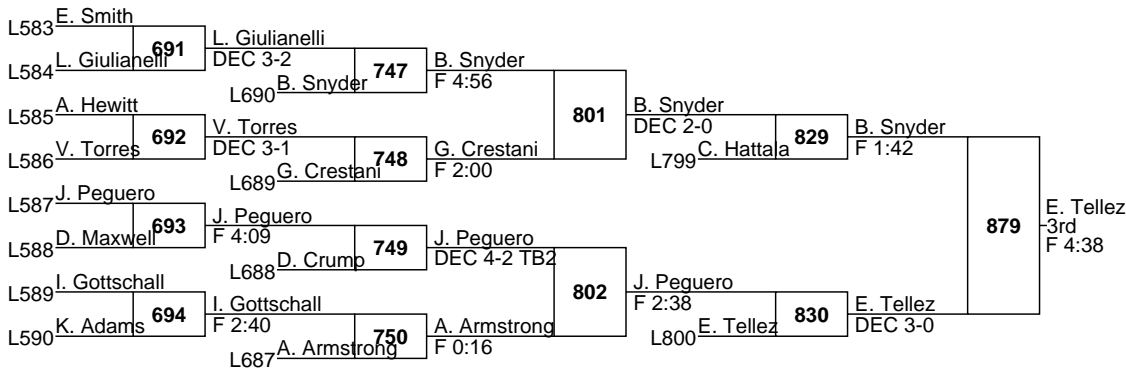 L583 E. Smith
691
L584 L. Giulianelli
L. Giulianelli
DEC 3-2
747
L690 B. Snyder
B. Snyder
F 4:56
801
L585 A. Hewitt
692
L586 V. Torres
V. Torres
DEC 3-1
748
L689 G. Crestani
G. Crestani
F 2:00
B. Snyder
DEC 2-0
829
L799 C. Hattala
B. Snyder
F 1:42
L587 J. Peguero
693
L588 D. Maxwell
J. Peguero
F 4:09
749
L688 D. Crump
J. Peguero
DEC 4-2 TB2
802
L589 I. Gottschall
694
L590 K. Adams
I. Gottschall
F 2:40
750
L687 A. Armstrong
A. Armstrong
F 0:16
J. Peguero
F 2:38
830
L800 E. Tellez
E. Tellez
DEC 3-0
879
E. Tellez
3rd
F 4:38